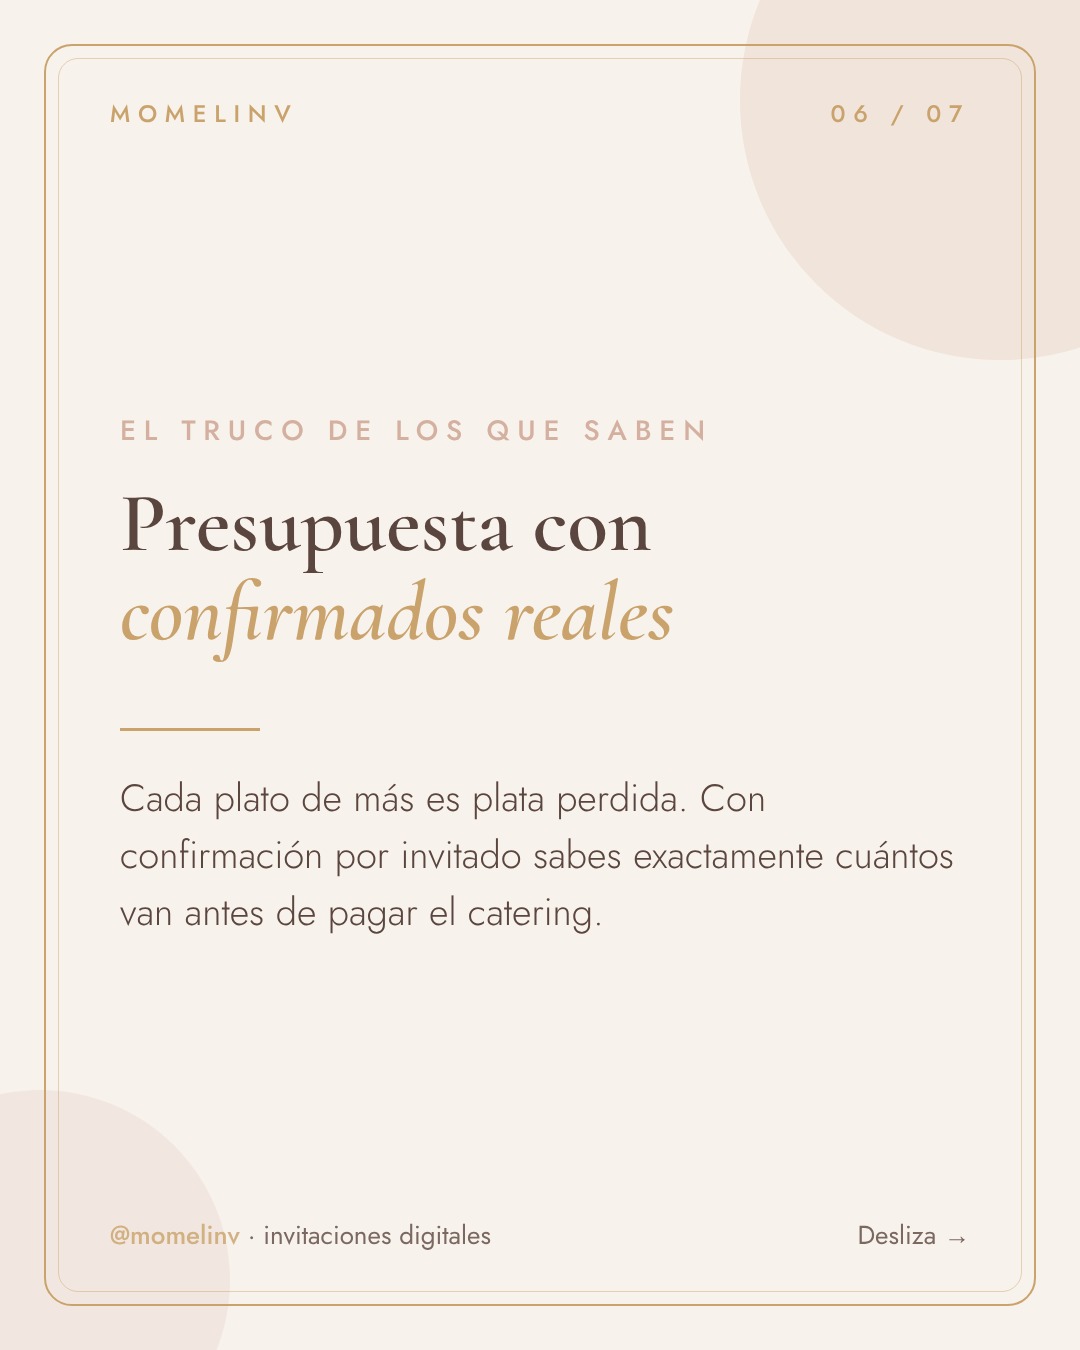 MOMELINV
06 / 07
EL TRUCO DE LOS QUE SABEN
Presupuesta con
confirmados reales
Cada plato de más es plata perdida. Con
confirmación por invitado sabes exactamente cuántos
van antes de pagar el catering.
@momelinv · invitaciones digitales
Desliza →